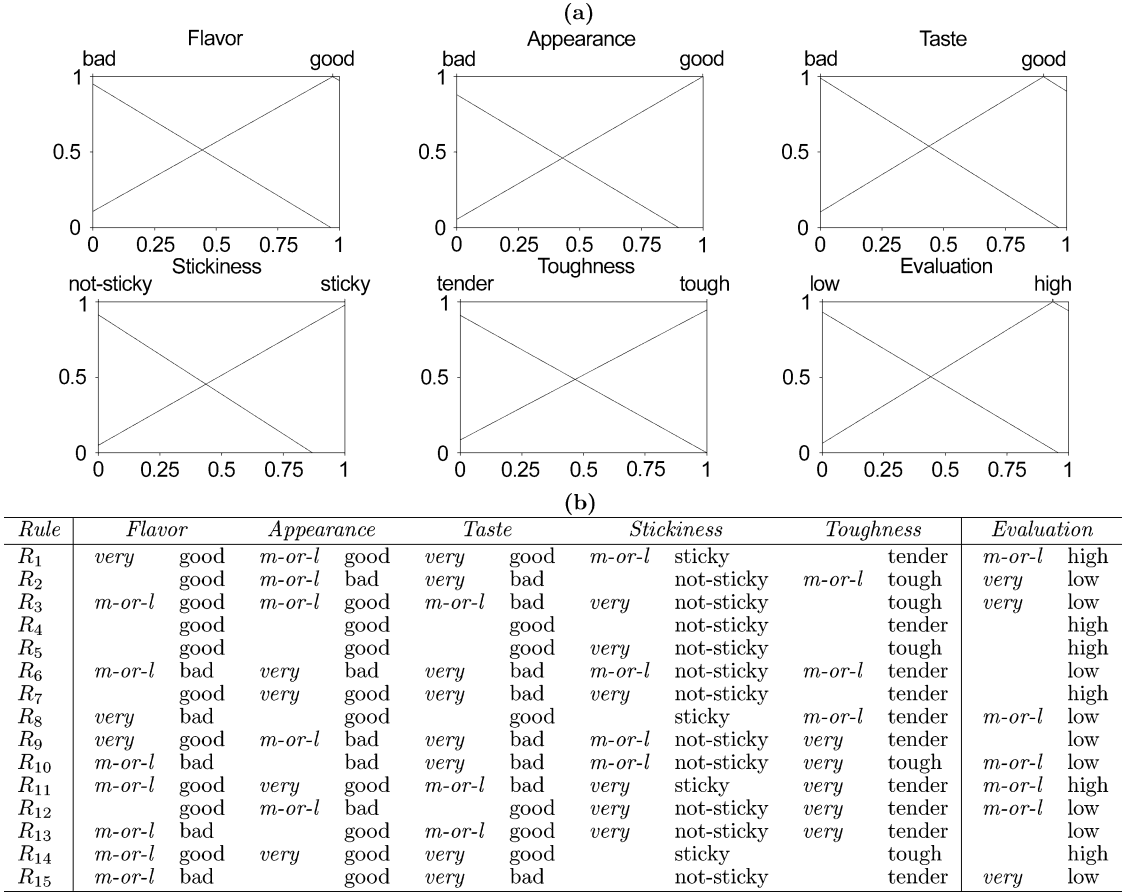 (a)
Flavor Appearance Taste
bad good bad good bad good
1 1 1
0.5 0.5 0.5
0 0 0
0 0.25 0.5 0.75 1 0 0.25 0.5 0.75 1 0 0.25 0.5 0.75 1
Stickiness Toughness Evaluation
not-sticky sticky tender tough low high
1 1 1
0.5 0.5 0.5
0 0 0
0 0.25 0.5 0.75 1 0 0.25 0.5 0.75 1 0 0.25 0.5 0.75 1
(b)
Rule Flavor Appearance Taste Stickiness Toughness Evaluation
R1 very good m-or-l good very good m-or-l sticky tender m-or-l high
R2 good m-or-l bad very bad not-sticky m-or-l tough very low
R3 m-or-l good m-or-l good m-or-l bad very not-sticky tough very low
R4 good good good not-sticky tender high
R5 good good good very not-sticky tough high
R6 m-or-l bad very bad very bad m-or-l not-sticky m-or-l tender low
R7 good very good very bad very not-sticky tender high
R8 very bad good good sticky m-or-l tender m-or-l low
R9 very good m-or-l bad very bad m-or-l not-sticky very tender low
R10 m-or-l bad bad very bad m-or-l not-sticky very tough m-or-l low
R11 m-or-l good very good m-or-l bad very sticky very tender m-or-l high
R12 good m-or-l bad good very not-sticky very tender m-or-l low
R13 m-or-l bad good m-or-l good very not-sticky very tender low
R14 m-or-l good very good very good sticky tough high
R15 m-or-l bad good very bad not-sticky tender very low